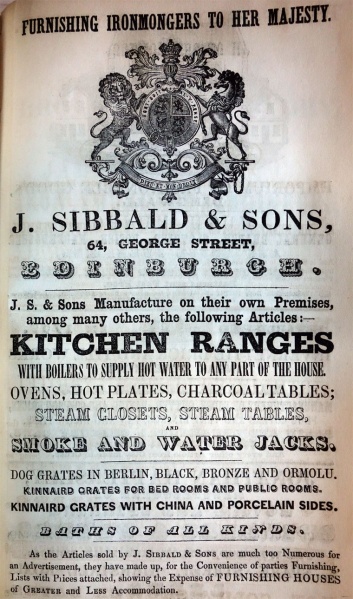 FURNISHING IRONMONGERS TO HER MAJESTY.
DIEU ET MON DROIT
J. SIBBALD & SONS,
64, GEORGE STREET,
EDINBURGH.
J. S. & Sons Manufacture on their own Premises,
among many others, the following Articles:—
KITCHEN RANGES
WITH BOILERS TO SUPPLY HOT WATER TO ANY PART OF THE HOUSE.
OVENS, HOT PLATES, CHARCOAL TABLES;
STEAM CLOSETS, STEAM TABLES,
AND
SMOKE AND WATER JACKS.
DOG GRATES IN BERLIN, BLACK, BRONZE AND ORMOLU.
KINNAIRD GRATES FOR BED ROOMS AND PUBLIC ROOMS.
KINNAIRD GRATES WITH CHINA AND PORCELAIN SIDES.
BATHS OF ALL KINDS.
As the Articles sold by J. SIBBALD & SONS are much too Numerous for
an Advertisement, they have made up, for the Convenience of parties Furnishing,
Lists with Prices attached, showing the Expense of FURNISHING HOUSES
of GREATER and LESS Accommodation.